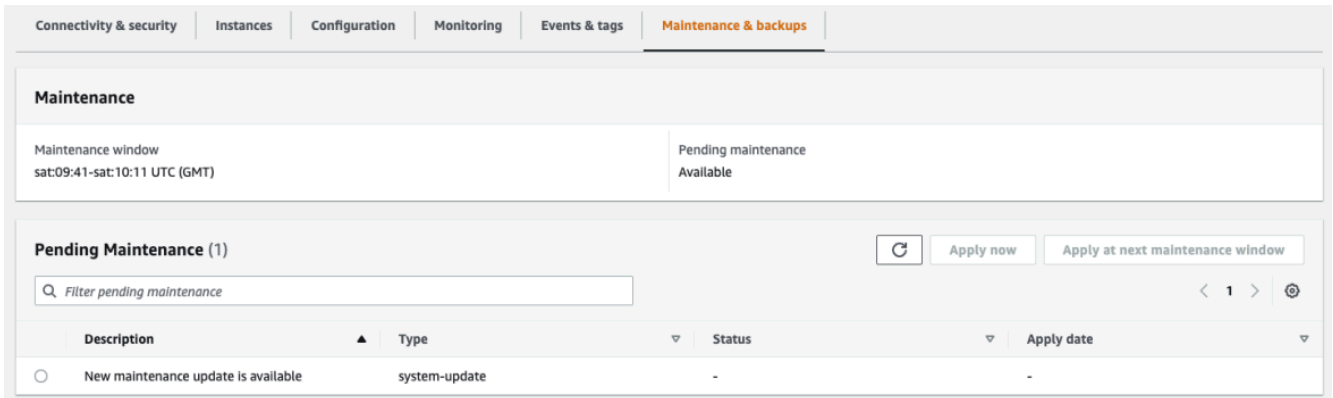 Connectivity & security Instances Configuration Monitoring Events & tags Maintenance & backups
Maintenance
Maintenance window Pending maintenance
sat:09:41-sat:10:11 UTC (GMT) Available
Pending Maintenance (1) Apply now Apply at next maintenance window
Filter pending maintenance 1
Description Type Status Apply date
New maintenance update is available system-update - -